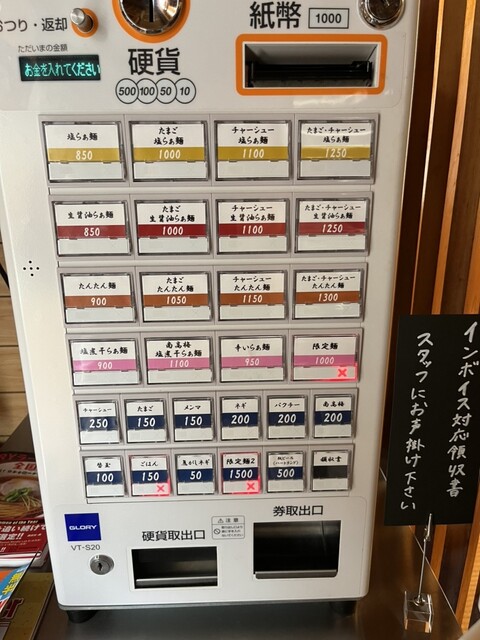 おつり・返却
ただいまの金額
お金を入れてください
硬貨
500 100 50 10
紙幣 1000
塩らぁ麺
850
たまご
塩らぁ麺
1000
チャーシュー
塩らぁ麺
1100
たまご・チャーシュー
塩らぁ麺
1250
生醤油らぁ麺
850
たまご
生醤油らぁ麺
1000
チャーシュー
生醤油らぁ麺
1100
たまご・チャーシュー
生醤油らぁ麺
1250
たんたん麺
900
たまご
たんたん麺
1050
チャーシュー
たんたん麺
1150
たまご・チャーシュー
たんたん麺
1300
塩煮干らぁ麺
900
南高梅
塩煮干らぁ麺
1100
辛いらぁ麺
950
限定麺
1000
チャーシュー
250
たまご
150
メンマ
150
ネギ
200
パクチー
200
南高梅
200
替玉
100
ごはん
150
焦がしネギ
50
限定麺2
1500
500
領収書
GLORY
VT-S20
硬貨取出口
注意
券取出口
インボイス対応領収書
スタッフにお声掛け下さい